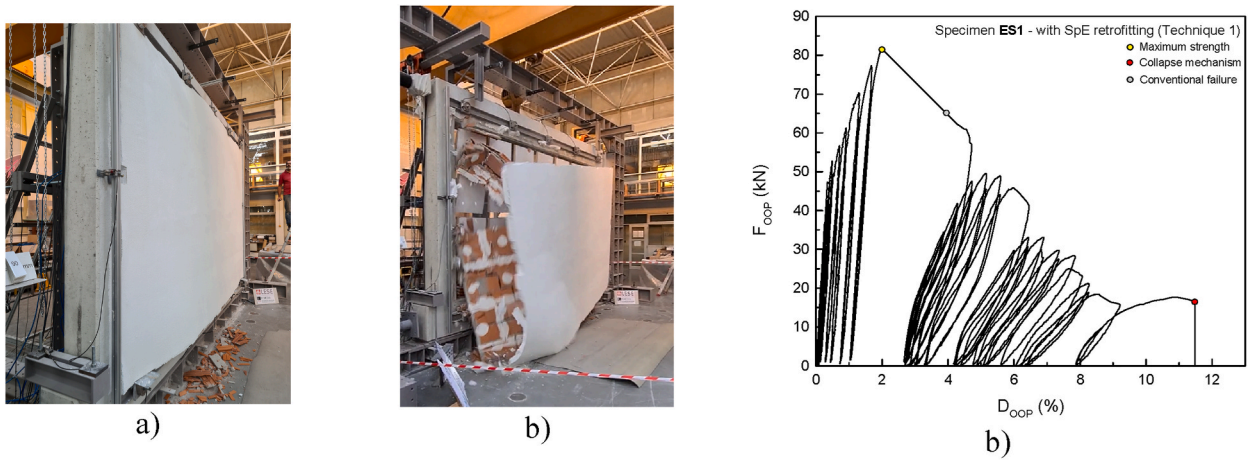 90
80
70
60
50
40
30
20
10
0
0 2 4 6 8 10 12
F_OOP (kN)
D_OOP (%)
Specimen ES1 - with SpE retrofitting (Technique 1)
Maximum strength
Collapse mechanism
Conventional failure
a)
b)
b)